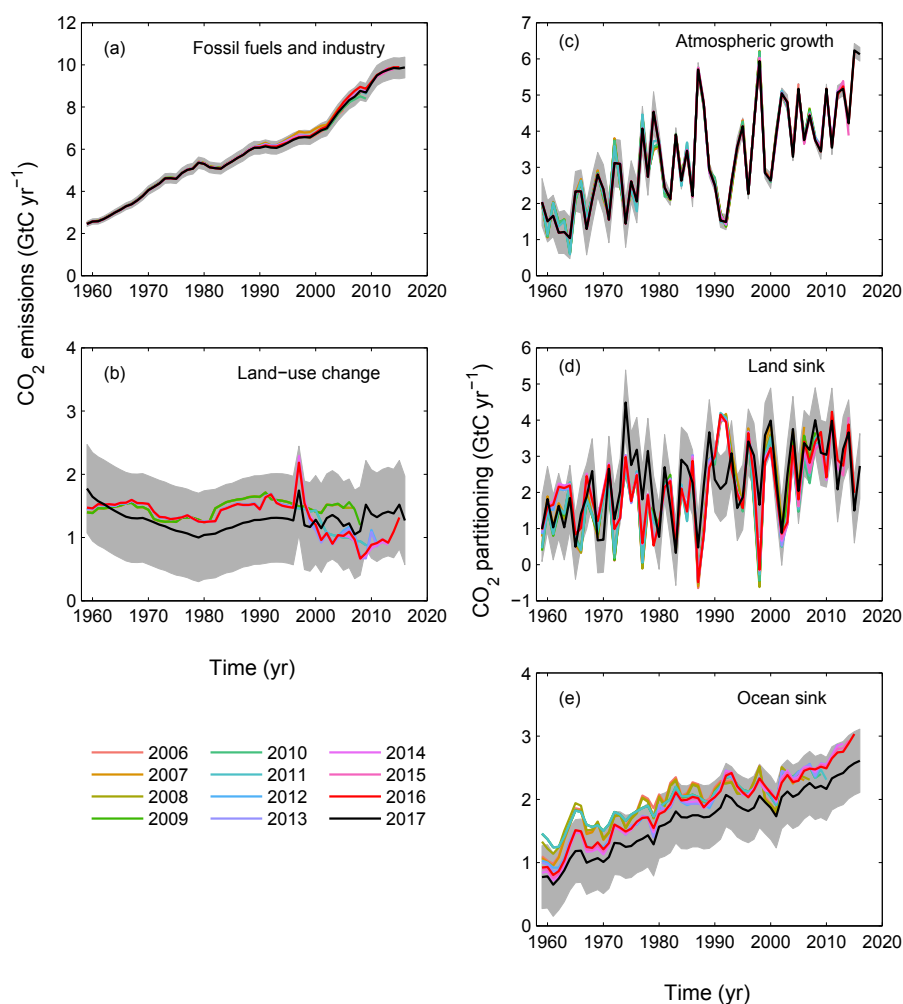 (a) Fossil fuels and industry
12
10
8
6
4
2
0
1960 1970 1980 1990 2000 2010 2020
(b) Land−use change
4
3
2
1
0
1960 1970 1980 1990 2000 2010 2020
CO2 emissions (GtC yr−1)
Time (yr)
2006 2010 2014
2007 2011 2015
2008 2012 2016
2009 2013 2017
(c) Atmospheric growth
7
6
5
4
3
2
1
0
1960 1970 1980 1990 2000 2010 2020
(d) Land sink
6
5
4
3
2
1
0
−1
1960 1970 1980 1990 2000 2010 2020
CO2 partitioning (GtC yr−1)
(e) Ocean sink
4
3
2
1
0
1960 1970 1980 1990 2000 2010 2020
Time (yr)